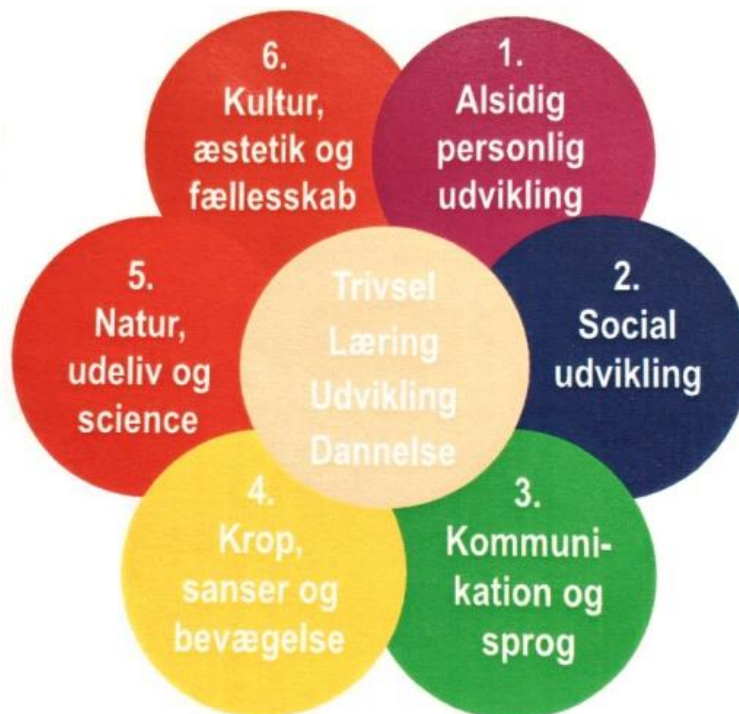 1.
Alsidig
personlig
udvikling
2.
Social
udvikling
3.
Kommuni-
kation og
sprog
4.
Krop,
sanser og
bevægelse
5.
Natur,
udeliv og
science
6.
Kultur,
æstetik og
fællesskab
Trivsel
Læring
Udvikling
Dannelse